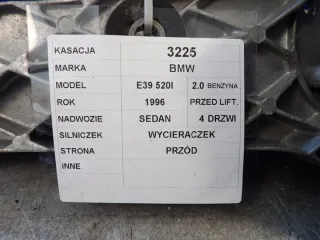 KASACJA 3225
MARKA BMW
MODEL E39 520I 2.0 BENZYNA
ROK 1996 PRZED LIFT.
NADWOZIE SEDAN 4 DRZWI
SILNICZEK WYCIERACZEK
STRONA PRZÓD
INNE